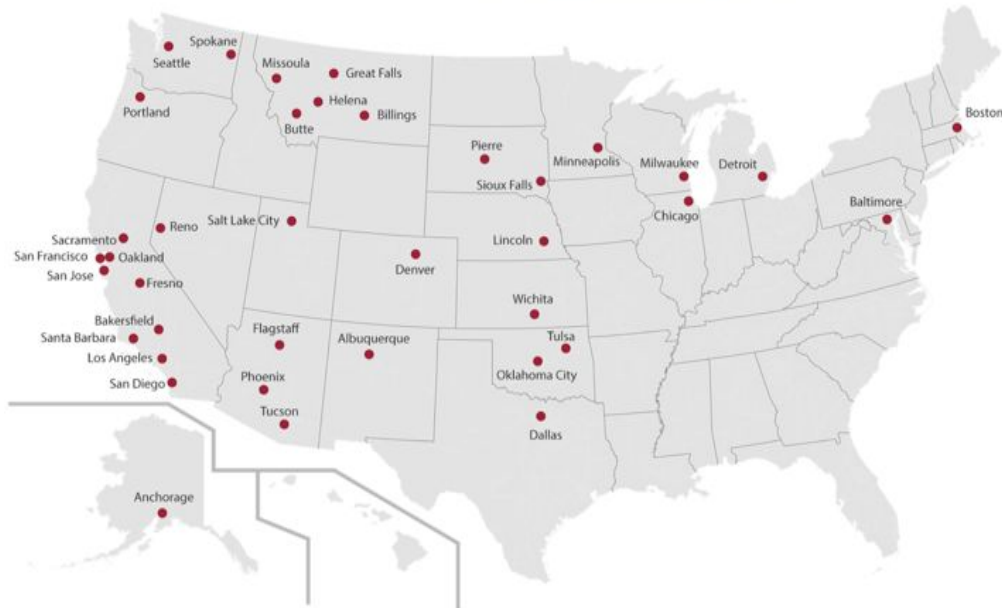 Spokane
Seattle
Missoula
Great Falls
Helena
Portland
Billings
Butte
Boston
Pierre
Minneapolis
Milwaukee
Detroit
Sioux Falls
Baltimore
Chicago
Salt Lake City
Reno
Sacramento
Lincoln
San Francisco
Oakland
Denver
San Jose
Fresno
Wichita
Bakersfield
Flagstaff
Santa Barbara
Albuquerque
Tulsa
Los Angeles
Oklahoma City
Phoenix
San Diego
Tucson
Dallas
Anchorage